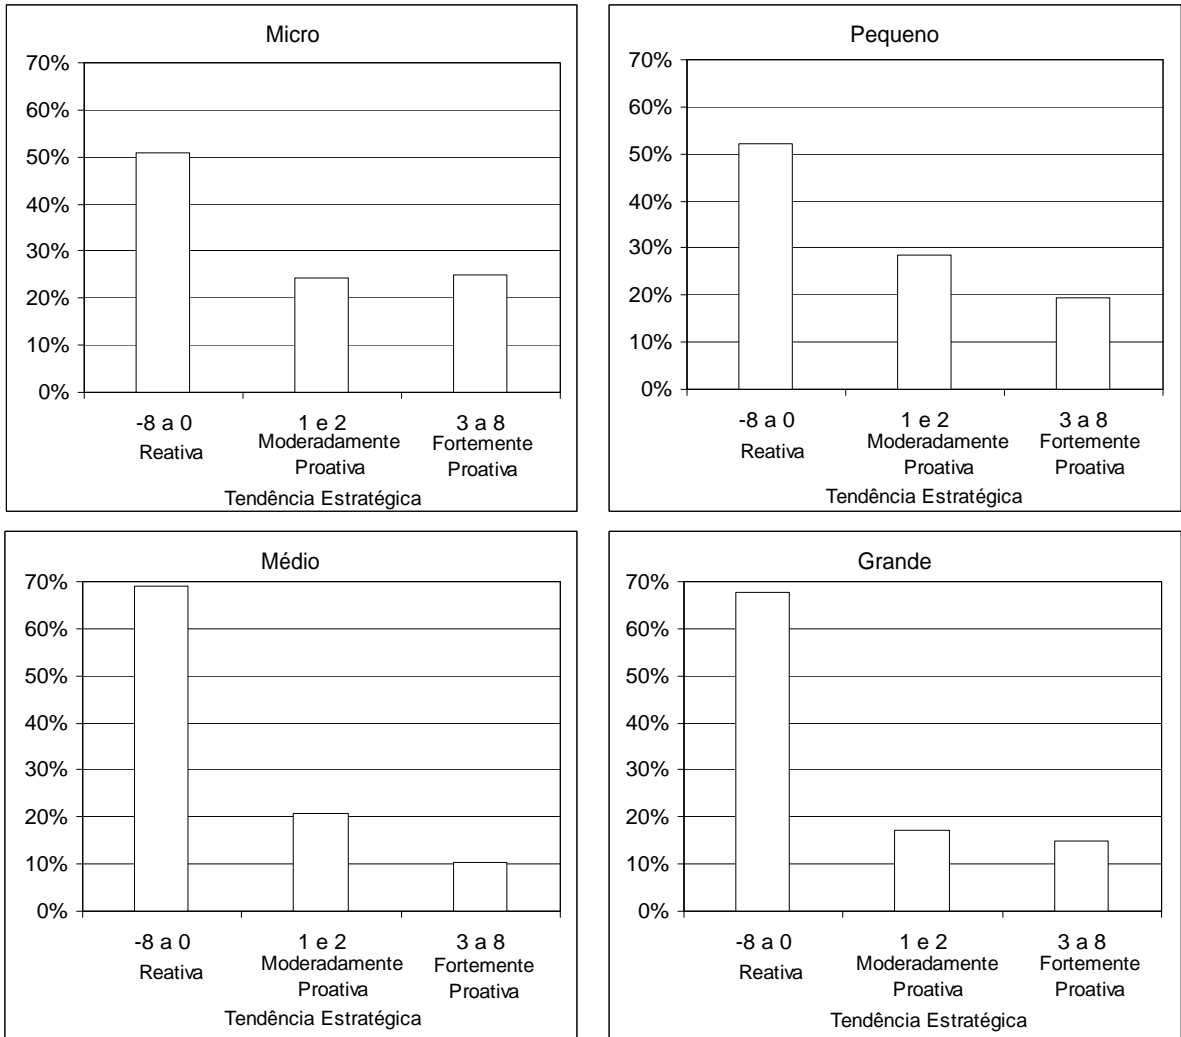 Micro
70%
60%
50%
40%
30%
20%
10%
0%
-8 a 0
1 e 2
3 a 8
Reativa
Moderadamente
Proativa
Fortemente
Proativa
Tendência Estratégica
Pequeno
70%
60%
50%
40%
30%
20%
10%
0%
-8 a 0
1 e 2
3 a 8
Reativa
Moderadamente
Proativa
Fortemente
Proativa
Tendência Estratégica
Médio
70%
60%
50%
40%
30%
20%
10%
0%
-8 a 0
1 e 2
3 a 8
Reativa
Moderadamente
Proativa
Fortemente
Proativa
Tendência Estratégica
Grande
70%
60%
50%
40%
30%
20%
10%
0%
-8 a 0
1 e 2
3 a 8
Reativa
Moderadamente
Proativa
Fortemente
Proativa
Tendência Estratégica